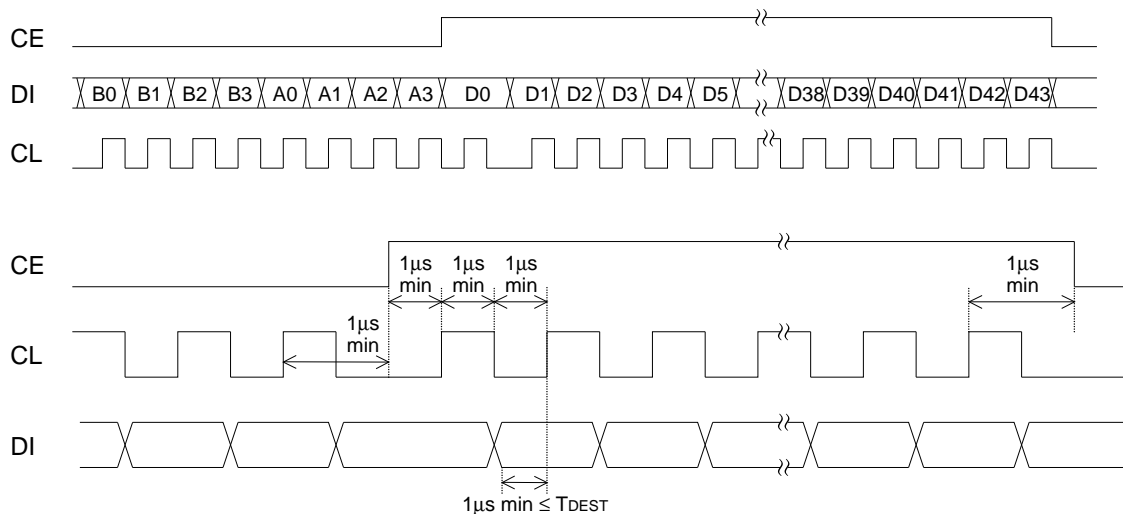 CE
DI B0 B1 B2 B3 A0 A1 A2 A3 D0 D1 D2 D3 D4 D5 D38 D39 D40 D41 D42 D43
CL
CE
1μs min
1μs min
1μs min
1μs min
CL
1μs min
DI
1μs min ≤ TDEST